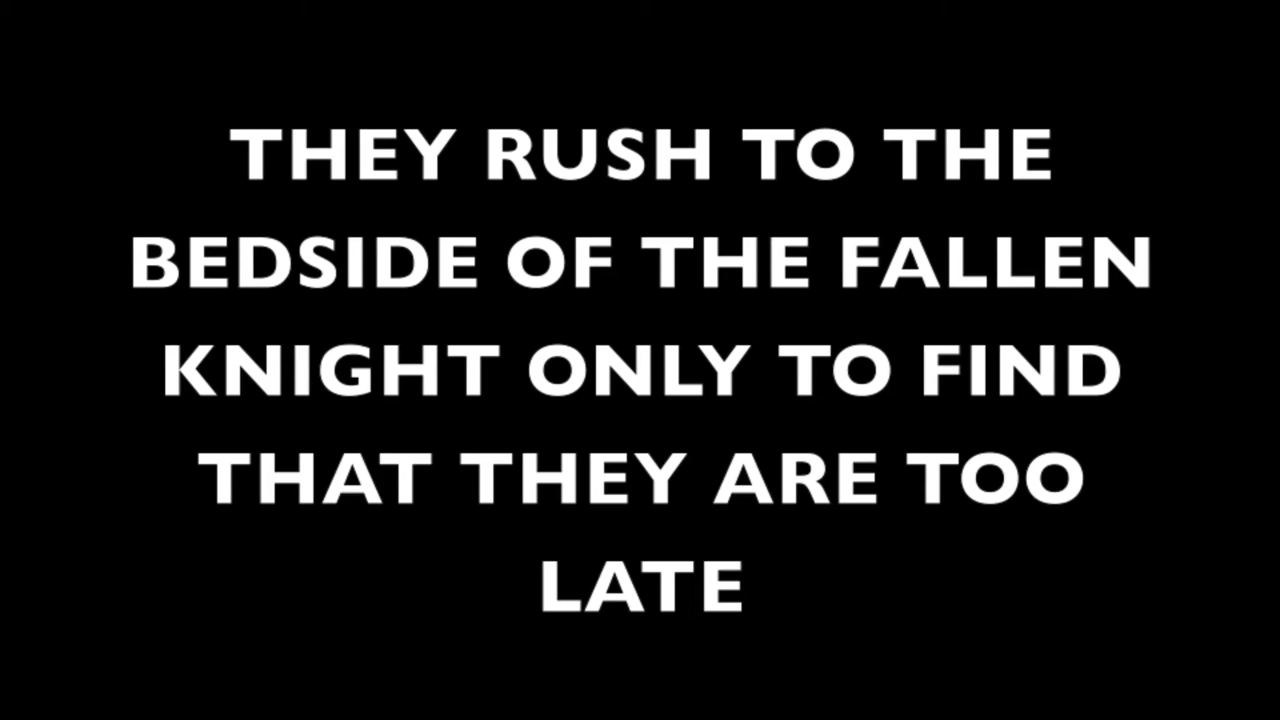 THEY RUSH TO THE
BEDSIDE OF THE FALLEN
KNIGHT ONLY TO FIND
THAT THEY ARE TOO
LATE